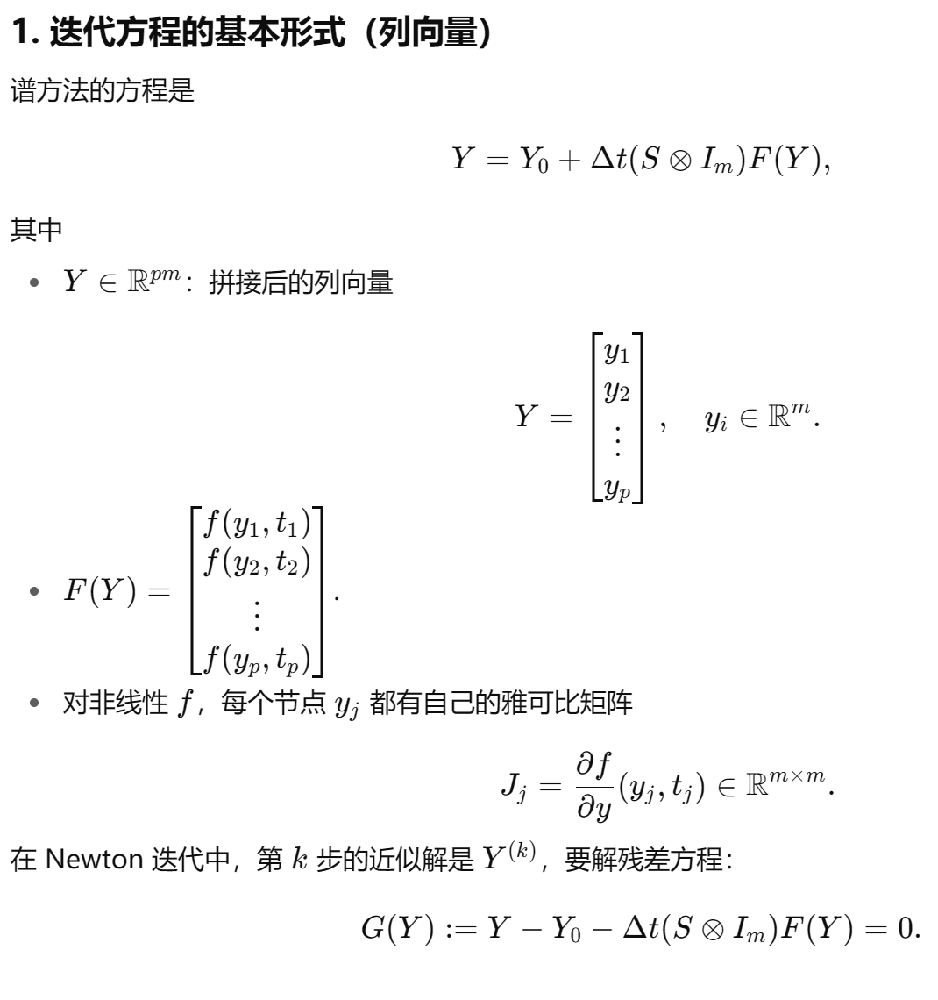 1. 迭代方程的基本形式（列向量）
谱方法的方程是
$$Y = Y_0 + \Delta t(S \otimes I_m)F(Y),$$
其中
• $Y \in \mathbb{R}^{pm}$：拼接后的列向量
$$Y = \begin{bmatrix} y_1 \\ y_2 \\ \vdots \\ y_p \end{bmatrix}, \quad y_i \in \mathbb{R}^m.$$
• $F(Y) = \begin{bmatrix} f(y_1, t_1) \\ f(y_2, t_2) \\ \vdots \\ f(y_p, t_p) \end{bmatrix}.$
• 对非线性 $f$，每个节点 $y_j$ 都有自己的雅可比矩阵
$$J_j = \frac{\partial f}{\partial y}(y_j, t_j) \in \mathbb{R}^{m \times m}.$$
在 Newton 迭代中，第 $k$ 步的近似解是 $Y^{(k)}$，要解残差方程：
$$G(Y) := Y - Y_0 - \Delta t(S \otimes I_m)F(Y) = 0.$$